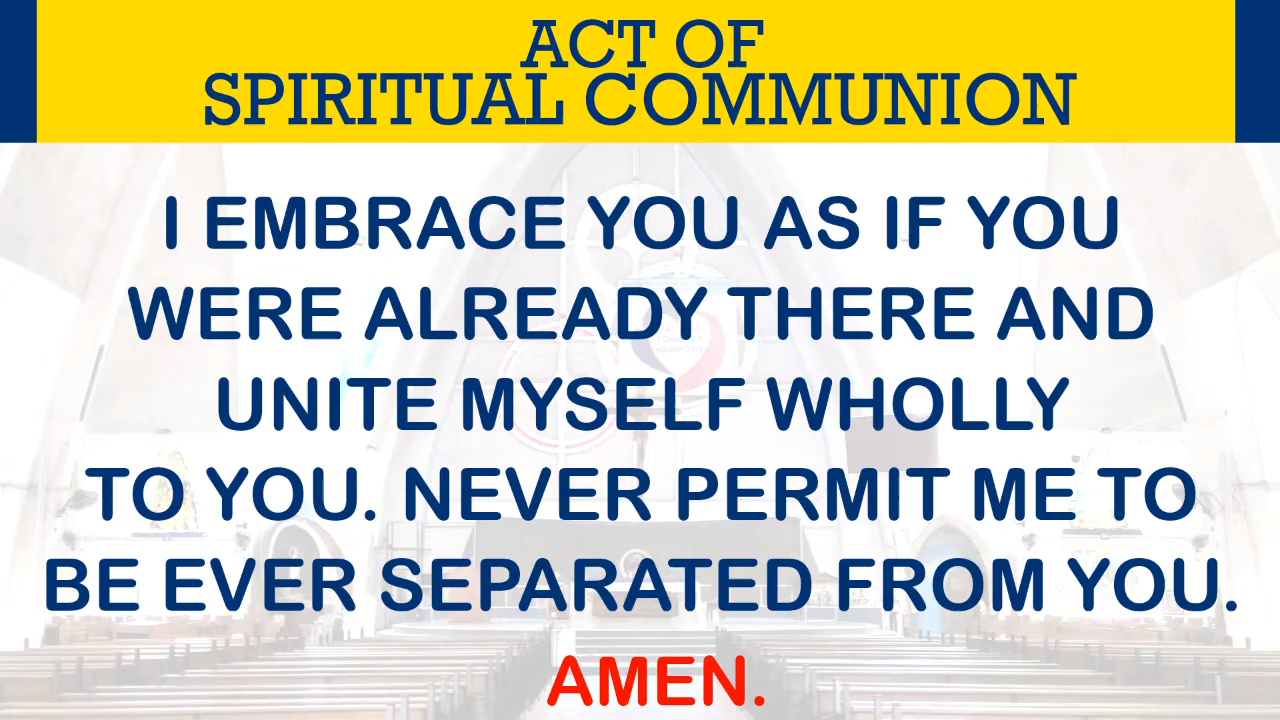 ACT OF
SPIRITUAL COMMUNION
I EMBRACE YOU AS IF YOU
WERE ALREADY THERE AND
UNITE MYSELF WHOLLY
TO YOU. NEVER PERMIT ME TO
BE EVER SEPARATED FROM YOU.
AMEN.